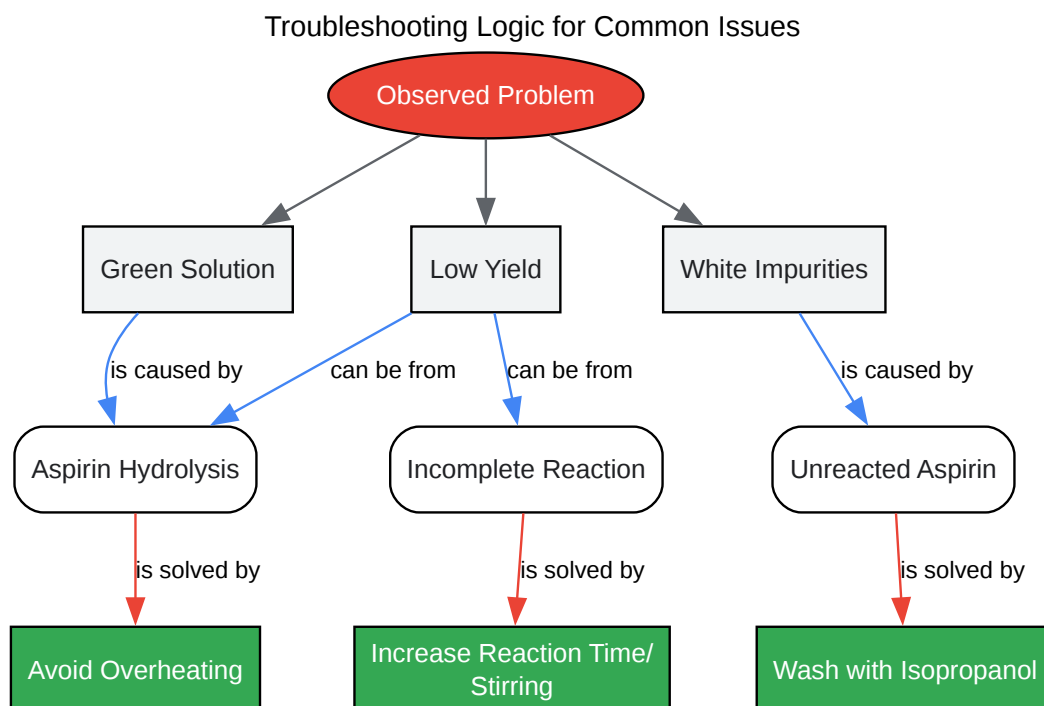 Troubleshooting Logic for Common Issues
Observed Problem
Green Solution
Low Yield
White Impurities
is caused by
can be from
can be from
is caused by
Aspirin Hydrolysis
Incomplete Reaction
Unreacted Aspirin
is solved by
is solved by
is solved by
Avoid Overheating
Increase Reaction Time/
Stirring
Wash with Isopropanol